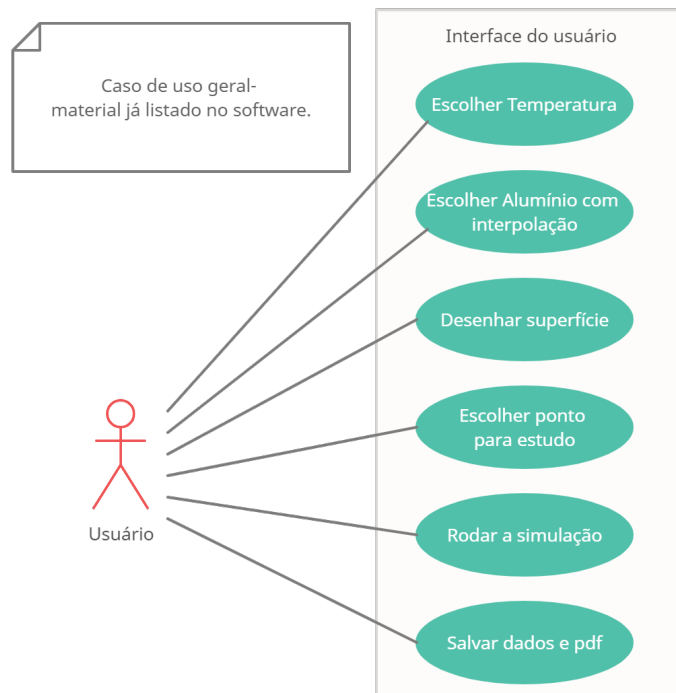 Caso de uso geral-
material já listado no software.
Interface do usuário
Escolher Temperatura
Escolher Alumínio com
interpolação
Desenhar superfície
Escolher ponto
para estudo
Rodar a simulação
Salvar dados e pdf
Usuário